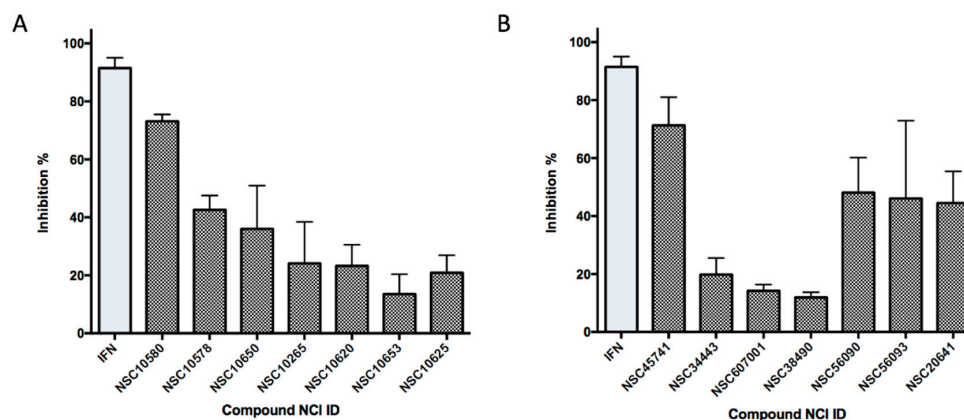 A
Inhibition %
100
80
60
40
20
0
IFN
NSC10580
NSC10578
NSC10650
NSC10265
NSC10620
NSC10653
NSC10625
Compound NCI ID
B
Inhibition %
100
80
60
40
20
0
IFN
NSC45741
NSC34443
NSC607001
NSC38490
NSC56090
NSC56093
NSC20641
Compound NCI ID